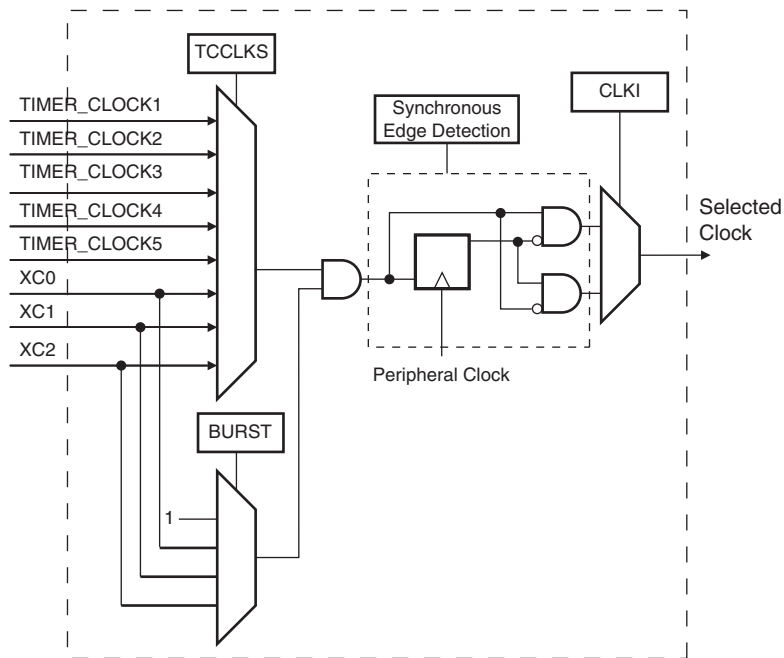 TCCLKS
CLKI
Synchronous
Edge Detection
TIMER_CLOCK1
TIMER_CLOCK2
TIMER_CLOCK3
TIMER_CLOCK4
TIMER_CLOCK5
XC0
XC1
XC2
Selected
Clock
Peripheral Clock
BURST
1